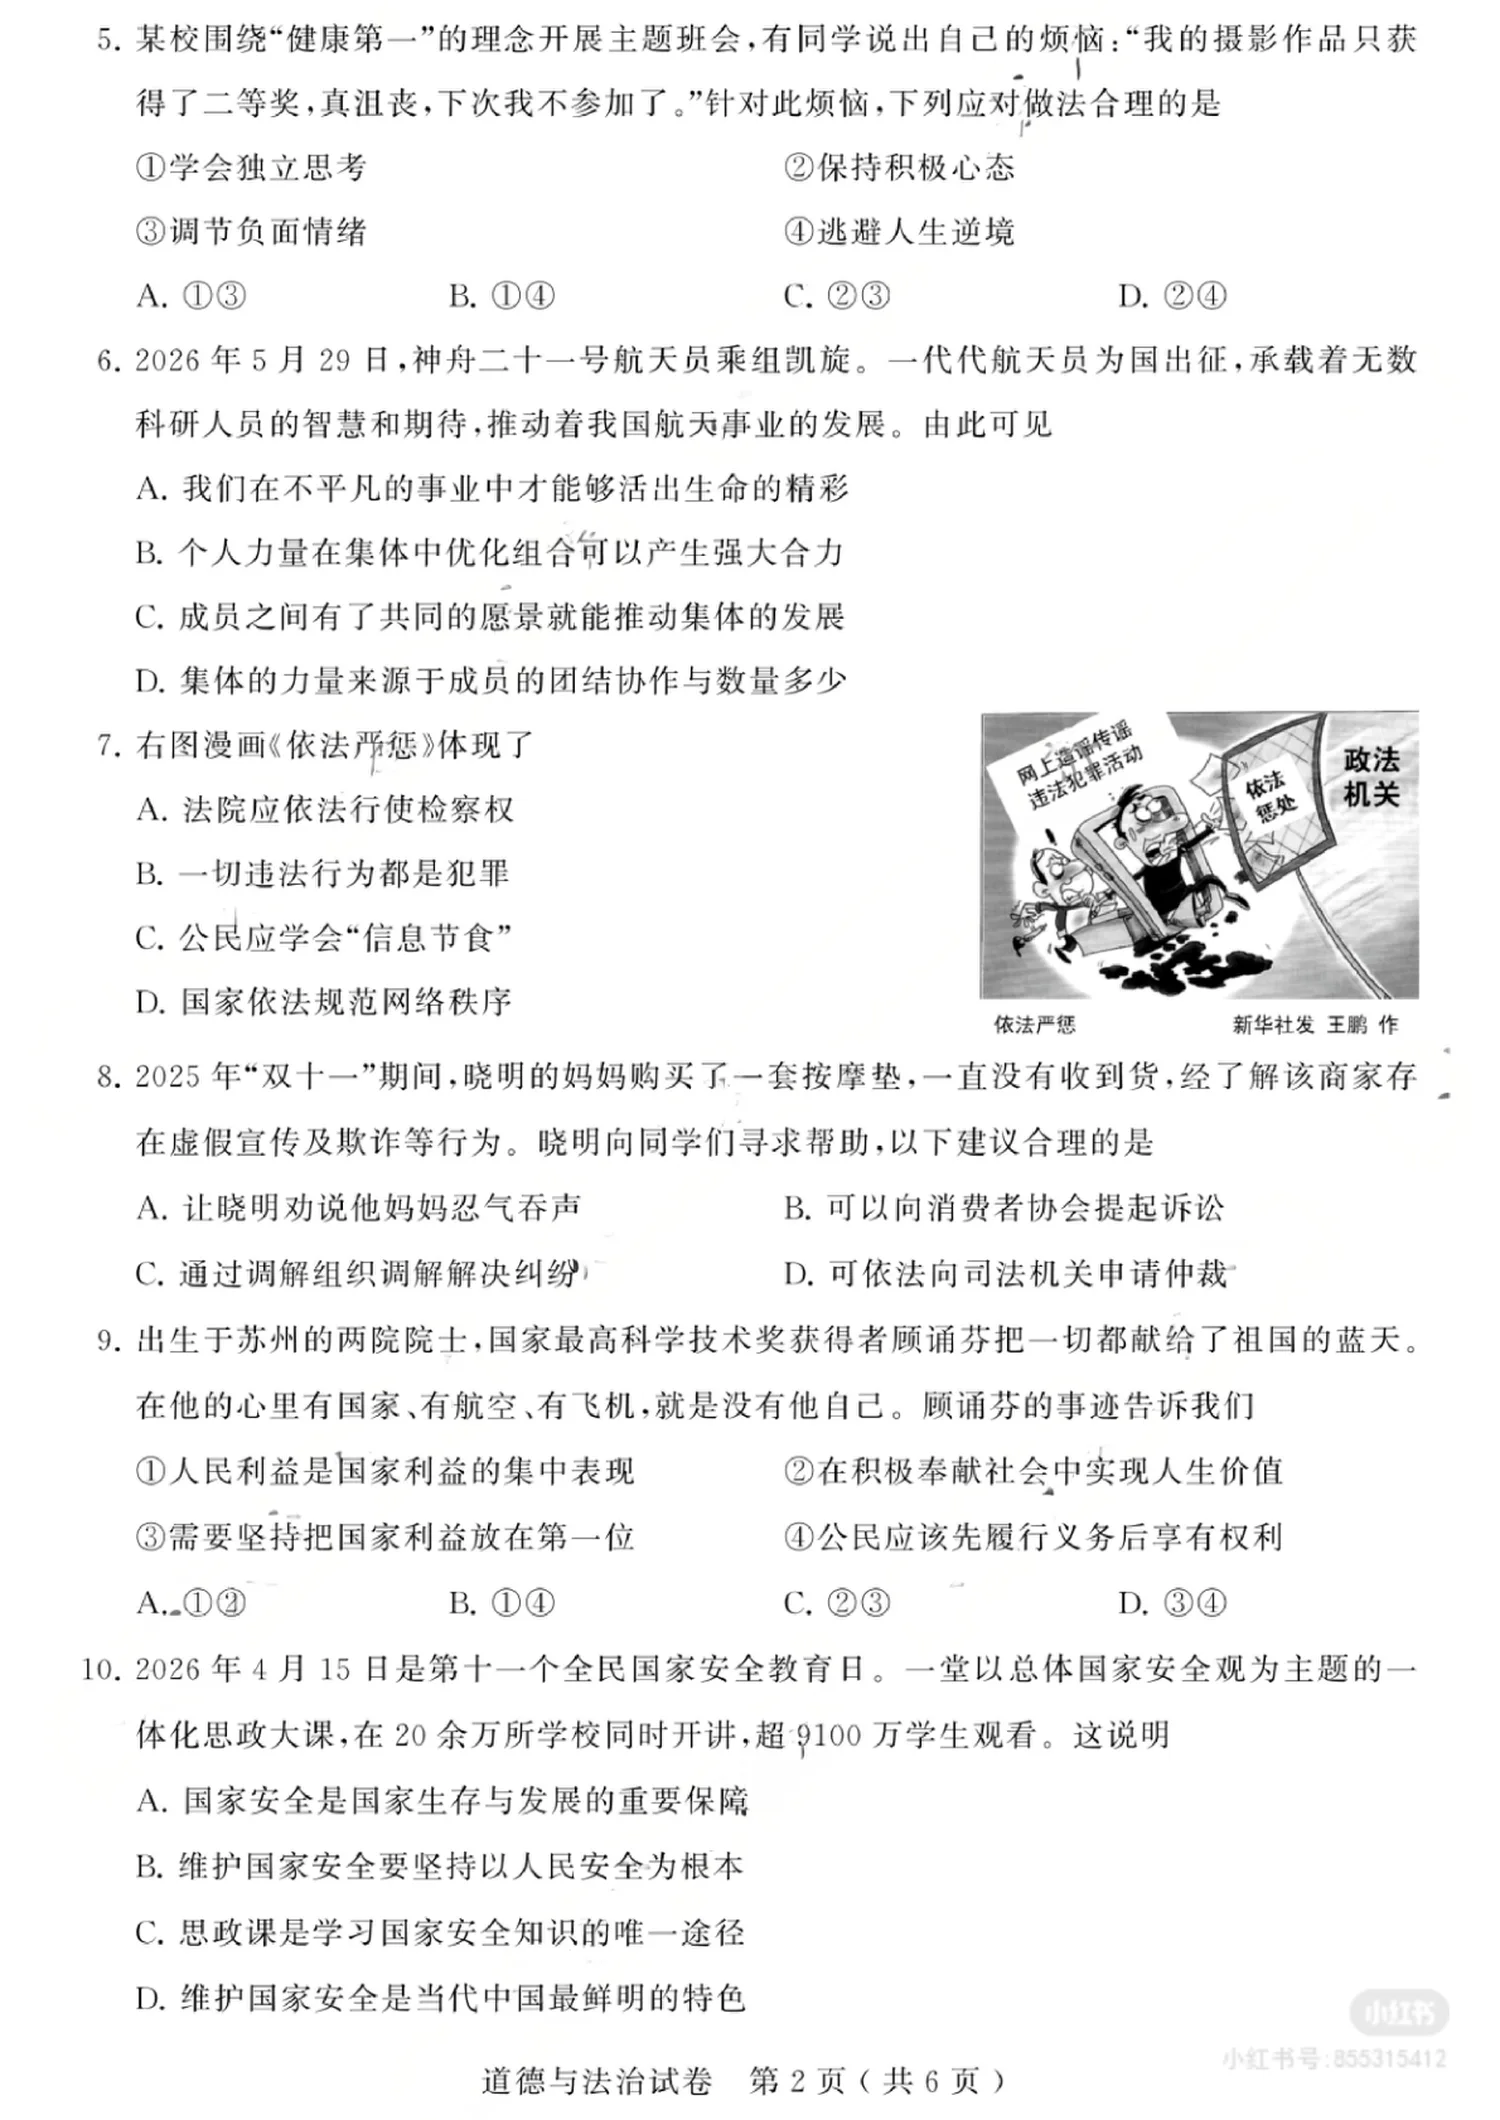 5. 某校围绕“健康第一”的理念开展主题班会,有同学说出自己的烦恼:“我的摄影作品只获
得了二等奖,真沮丧,下次我不参加了。”针对此烦恼,下列应对做法合理的是
①学会独立思考 ②保持积极心态
③调节负面情绪 ④逃避人生逆境
A. ①③ B. ①④ C. ②③ D. ②④
6. 2026年5月29日,神舟二十一号航天员乘组凯旋。一代代航天员为国出征,承载着无数
科研人员的智慧和期待,推动着我国航天事业的发展。由此可见
A. 我们在不平凡的事业中才能够活出生命的精彩
B. 个人力量在集体中优化组合可以产生强大合力
C. 成员之间有了共同的愿景就能推动集体的发展
D. 集体的力量来源于成员的团结协作与数量多少
7. 右图漫画《依法严惩》体现了
A. 法院应依法行使检察权
B. 一切违法行为都是犯罪
C. 公民应学会“信息节食”
D. 国家依法规范网络秩序
网上造谣传谣
违法犯罪活动
依法
惩处
政法
机关
依法严惩 新华社发 王鹏 作
8. 2025年“双十一”期间,晓明的妈妈购买了一套按摩垫,一直没有收到货,经了解该商家存
在虚假宣传及欺诈等行为。晓明向同学们寻求帮助,以下建议合理的是
A. 让晓明劝说他妈妈忍气吞声 B. 可以向消费者协会提起诉讼
C. 通过调解组织调解解决纠纷 D. 可依法向司法机关申请仲裁
9. 出生于苏州的两院院士,国家最高科学技术奖获得者顾诵芬把一切都献给了祖国的蓝天。
在他的心里有国家、有航空、有飞机,就是没有他自己。顾诵芬的事迹告诉我们
①人民利益是国家利益的集中表现 ②在积极奉献社会中实现人生价值
③需要坚持把国家利益放在第一位 ④公民应该先履行义务后享有权利
A. ①② B. ①④ C. ②③ D. ③④
10. 2026年4月15日是第十一个全民国家安全教育日。一堂以总体国家安全观为主题的一
体化思政大课,在20余万所学校同时开讲,超9100万学生观看。这说明
A. 国家安全是国家生存与发展的重要保障
B. 维护国家安全要坚持以人民安全为根本
C. 思政课是学习国家安全知识的唯一途径
D. 维护国家安全是当代中国最鲜明的特色
小红书
小红书号:855315412
道德与法治试卷 第2页(共6页)